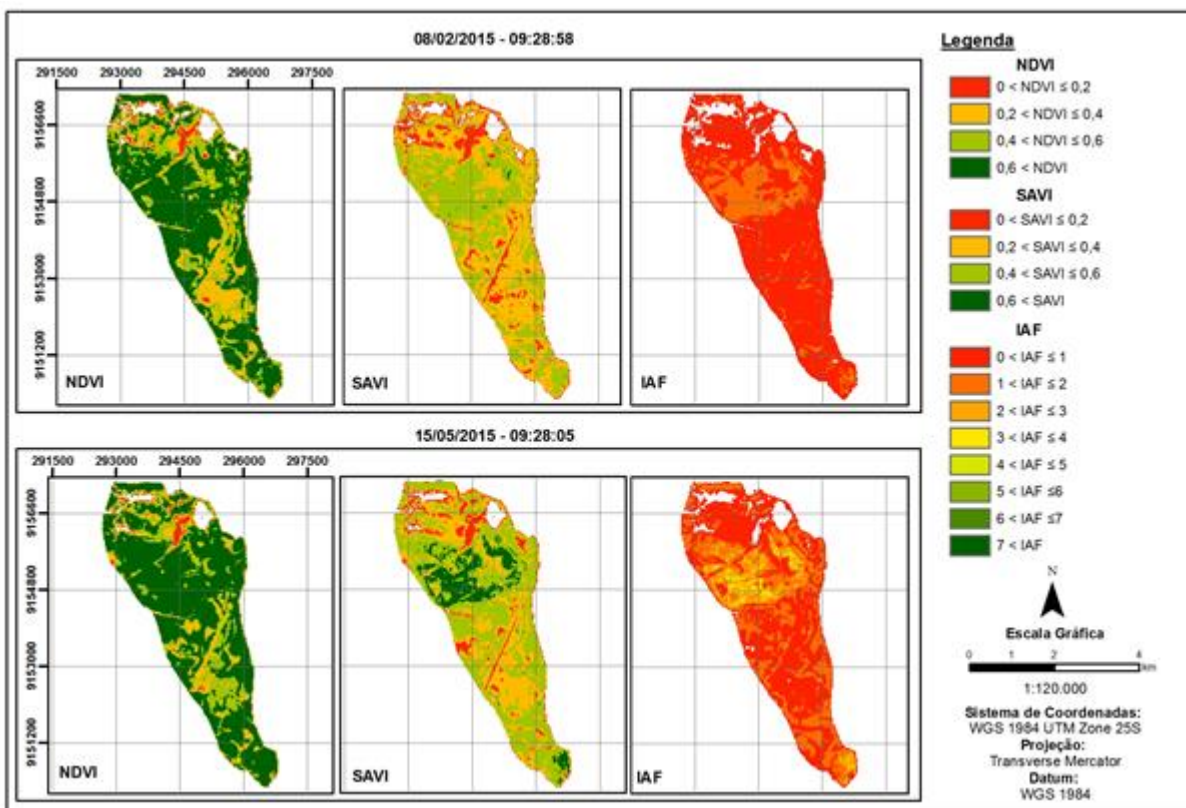 08/02/2015 - 09:28:58
291500 293000 294500 296000 297500
9156600
9154800
9153000
9151200
NDVI
SAVI
IAF
15/05/2015 - 09:28:05
291500 293000 294500 296000 297500
9156600
9154800
9153000
9151200
NDVI
SAVI
IAF
Legenda
NDVI
0 < NDVI ≤ 0,2
0,2 < NDVI ≤ 0,4
0,4 < NDVI ≤ 0,6
0,6 < NDVI
SAVI
0 < SAVI ≤ 0,2
0,2 < SAVI ≤ 0,4
0,4 < SAVI ≤ 0,6
0,6 < SAVI
IAF
0 < IAF ≤ 1
1 < IAF ≤ 2
2 < IAF ≤ 3
3 < IAF ≤ 4
4 < IAF ≤ 5
5 < IAF ≤6
6 < IAF ≤7
7 < IAF
N
Escala Gráfica
0 1 2 4
km
1:120.000
Sistema de Coordenadas:
WGS 1984 UTM Zone 25S
Projeção:
Transverse Mercator
Datum:
WGS 1984